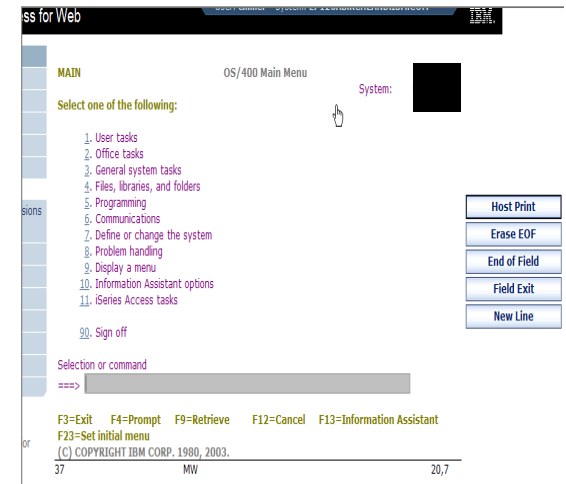 ss for Web
IBM.
MAIN OS/400 Main Menu
System:
Select one of the following:
1. User tasks
2. Office tasks
3. General system tasks
4. Files, libraries, and folders
5. Programming
6. Communications
7. Define or change the system
8. Problem handling
9. Display a menu
10. Information Assistant options
11. iSeries Access tasks
90. Sign off
Selection or command
===>
F3=Exit F4=Prompt F9=Retrieve F12=Cancel F13=Information Assistant
F23=Set initial menu
(C) COPYRIGHT IBM CORP. 1980, 2003.
37 MW 20,7
sions
or
Host Print
Erase EOF
End of Field
Field Exit
New Line